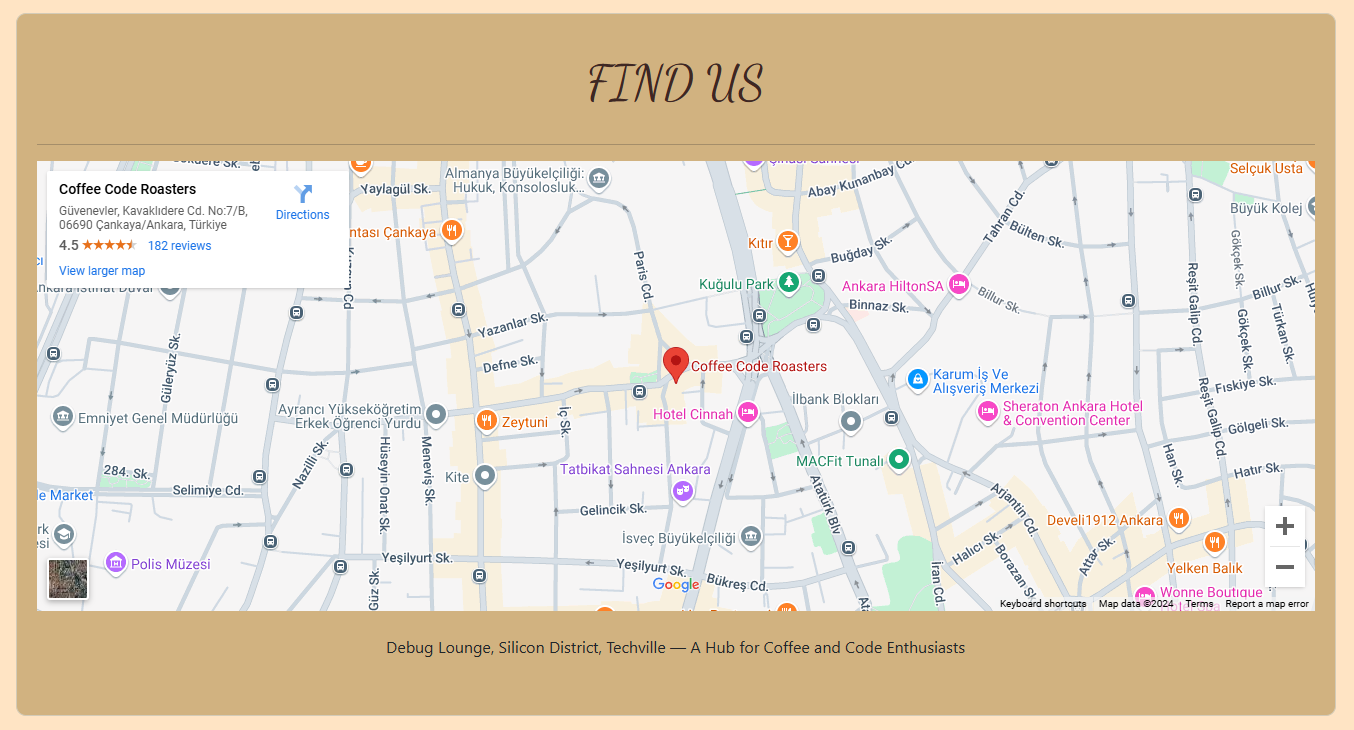 FIND US
Coffee Code Roasters
Güvenevler, Kavaklıdere Cd. No:7/B,
06690 Çankaya/Ankara, Türkiye
Directions
4.5
182 reviews
View larger map
Almanya Büyükelçiliği:
Hukuk, Konsolosluk...
Yaylagül Sk.
Abay Kunanbay Cd.
Selçuk Usta
Büyük Kolej
Tahran Cd.
Bülten Sk.
ntası Çankaya
Kıtır
Buğday Sk.
Gökçek Sk.
Paris Cd.
Reşit Galip Cd.
Kuğulu Park
Ankara HiltonSA
Billur Sk.
Billur Sk.
Binnaz Sk.
Gökçek Sk.
Türkan Sk.
Yazanlar Sk.
Güleryüz Sk.
Defne Sk.
Coffee Code Roasters
Karum İş Ve
Alışveriş Merkezi
Fıskiye Sk.
Emniyet Genel Müdürlüğü
Ayrancı Yükseköğretim
Erkek Öğrenci Yurdu
Zeytuni
İç Sk.
Hotel Cinnah
İlbank Blokları
Sheraton Ankara Hotel
& Convention Center
Reşit Galip Cd.
Gölgeli Sk.
284. Sk.
Nazilli Sk.
Hüseyin Onat Sk.
Meneviş Sk.
Kite
Tatbikat Sahnesi Ankara
MACFit Tunalı
Han Sk.
Hatır Sk.
Selimiye Cd.
e Market
Gelincik Sk.
Atatürk Blv
Arjantin Cd.
Develi1912 Ankara
İsveç Büyükelçiliği
Polis Müzesi
Yeşilyurt Sk.
Yeşilyurt Sk.
Halıcı Sk.
Attar Sk.
Yelken Balık
Güz Sk.
Google
Bükreş Cd.
İran Cd.
Borazan Sk.
Wonne Boutique
Keyboard shortcuts
Map data ©2024
Terms
Report a map error
Debug Lounge, Silicon District, Techville — A Hub for Coffee and Code Enthusiasts